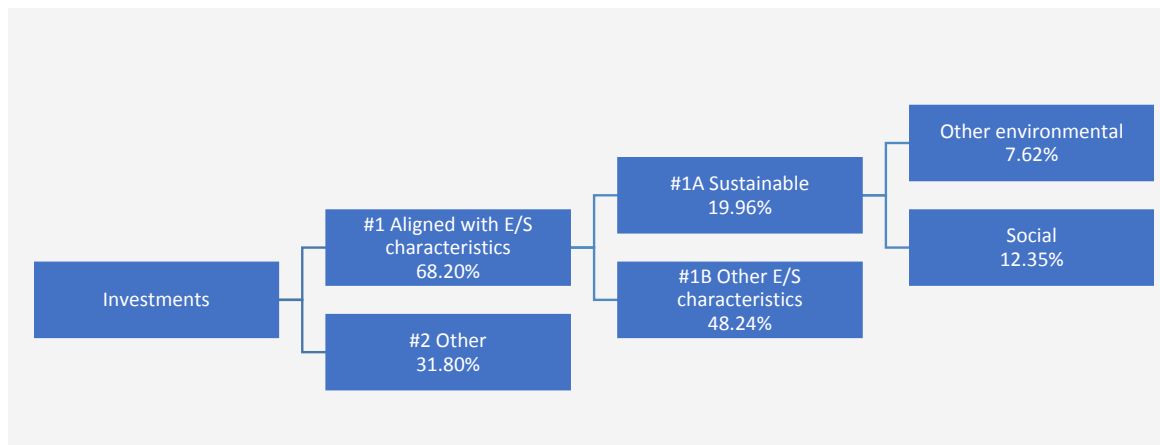 Investments
#1 Aligned with E/S
characteristics
68.20%
#2 Other
31.80%
#1A Sustainable
19.96%
#1B Other E/S
characteristics
48.24%
Other environmental
7.62%
Social
12.35%